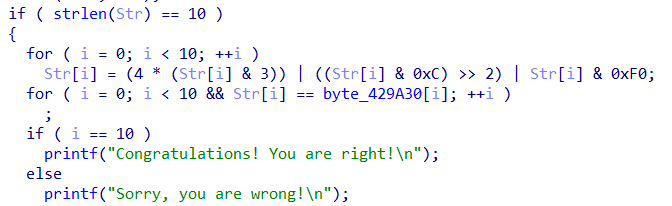 if ( strlen(Str) == 10 )
{
for ( i = 0; i < 10; ++i )
Str[i] = (4 * (Str[i] & 3)) | ((Str[i] & 0xC) >> 2) | Str[i] & 0xF0;
for ( i = 0; i < 10 && Str[i] == byte_429A30[i]; ++i )
;
if ( i == 10 )
printf("Congratulations! You are right!\n");
else
printf("Sorry, you are wrong!\n");